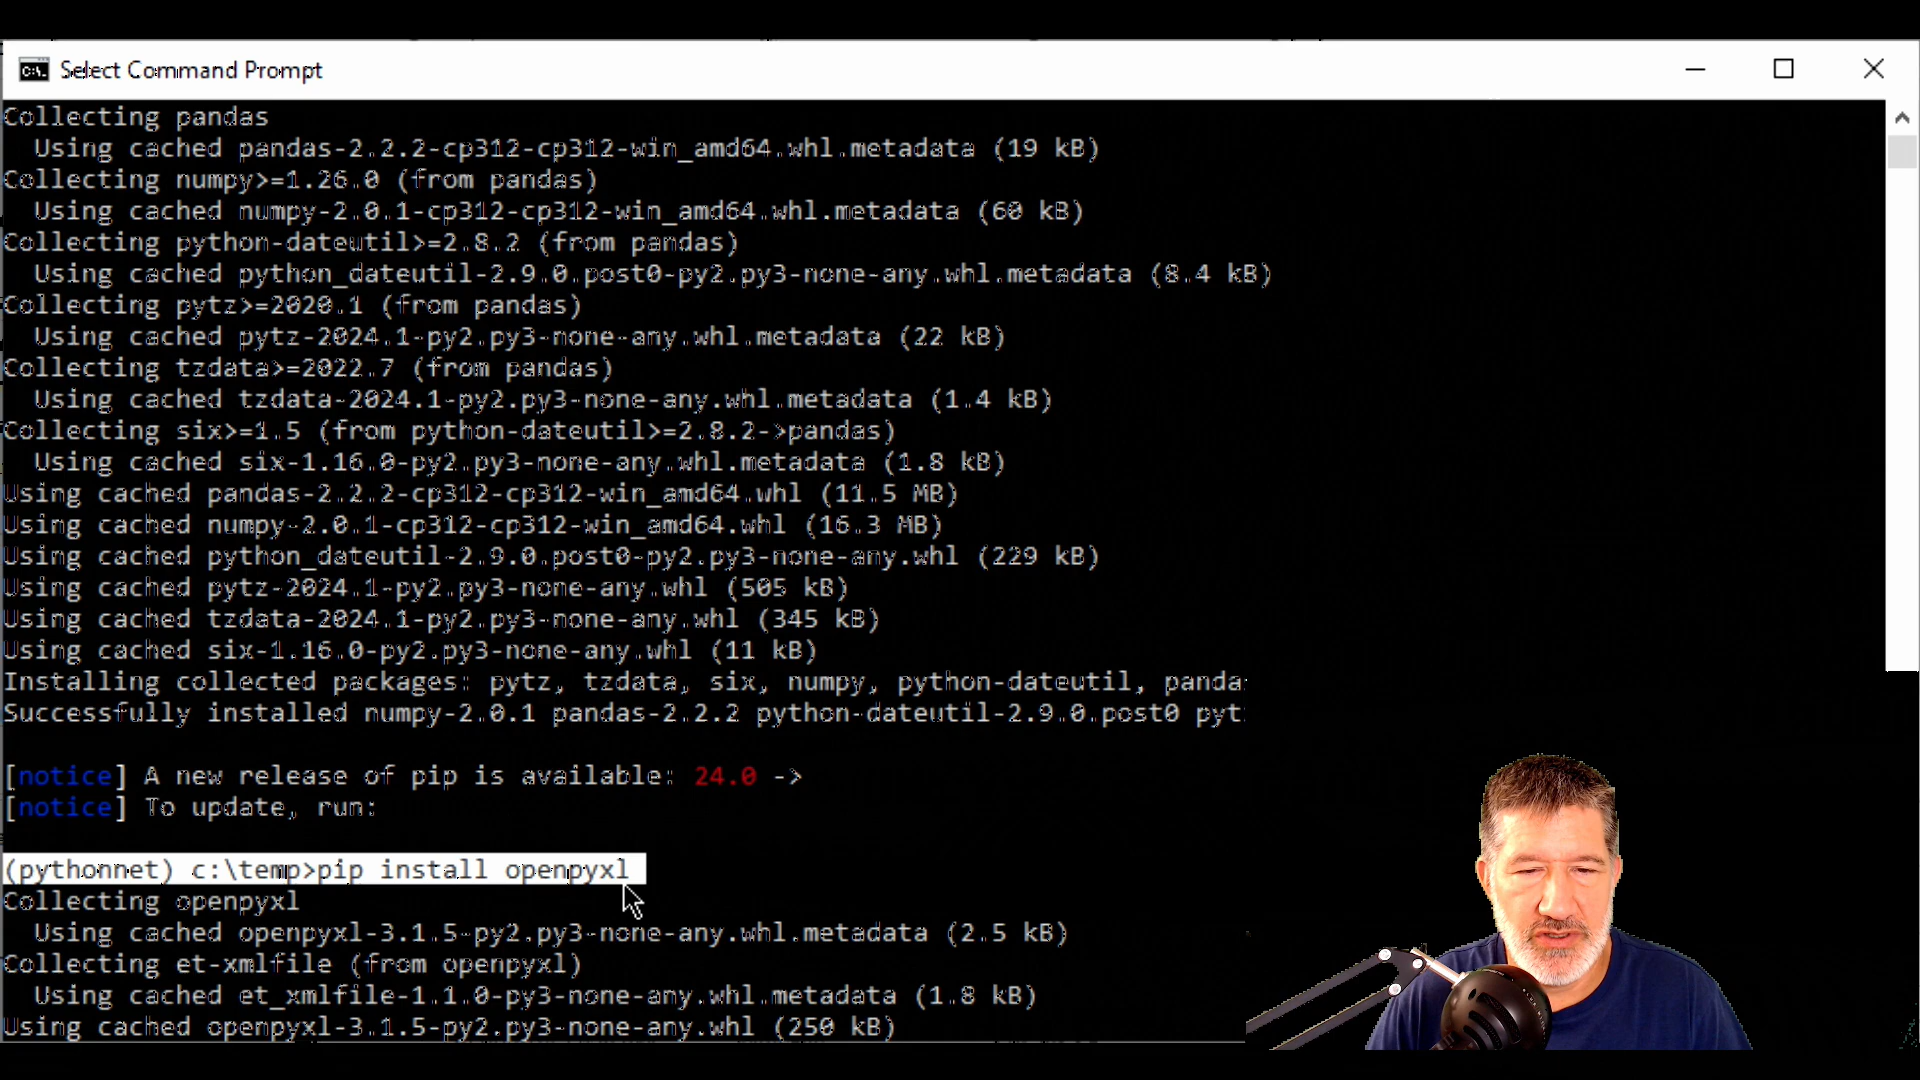 Select Command Prompt
Collecting pandas
Using cached pandas-2.2.2-cp312-cp312-win_amd64.whl.metadata (19 kB)
Collecting numpy>=1.26.0 (from pandas)
Using cached numpy-2.0.1-cp312-cp312-win_amd64.whl.metadata (60 kB)
Collecting python-dateutil>=2.8.2 (from pandas)
Using cached python_dateutil-2.9.0.post0-py2.py3-none-any.whl.metadata (8.4 kB)
Collecting pytz>=2020.1 (from pandas)
Using cached pytz-2024.1-py2.py3-none-any.whl.metadata (22 kB)
Collecting tzdata>=2022.7 (from pandas)
Using cached tzdata-2024.1-py2.py3-none-any.whl.metadata (1.4 kB)
Collecting six>=1.5 (from python-dateutil>=2.8.2->pandas)
Using cached six-1.16.0-py2.py3-none-any.whl.metadata (1.8 kB)
Using cached pandas-2.2.2-cp312-cp312-win_amd64.whl (11.5 MB)
Using cached numpy-2.0.1-cp312-cp312-win_amd64.whl (16.3 MB)
Using cached python_dateutil-2.9.0.post0-py2.py3-none-any.whl (229 kB)
Using cached pytz-2024.1-py2.py3-none-any.whl (505 kB)
Using cached tzdata-2024.1-py2.py3-none-any.whl (345 kB)
Using cached six-1.16.0-py2.py3-none-any.whl (11 kB)
Installing collected packages: pytz, tzdata, six, numpy, python-dateutil, panda
Successfully installed numpy-2.0.1 pandas-2.2.2 python-dateutil-2.9.0.post0 pyt
[notice] A new release of pip is available: 24.0 ->
[notice] To update, run:
(pythonnet) c:\temp>pip install openpyxl
Collecting openpyxl
Using cached openpyxl-3.1.5-py2.py3-none-any.whl.metadata (2.5 kB)
Collecting et-xmlfile (from openpyxl)
Using cached et_xmlfile-1.1.0-py3-none-any.whl.metadata (1.8 kB)
Using cached openpyxl-3.1.5-py2.py3-none-any.whl (250 kB)